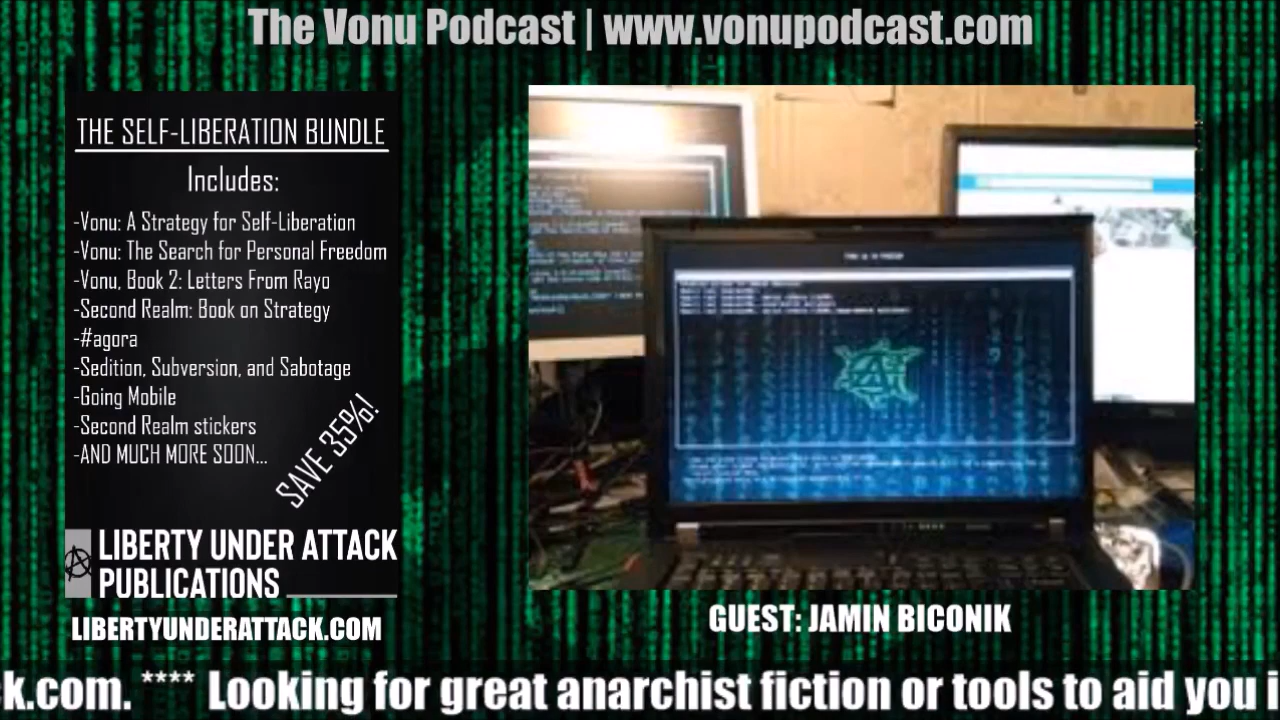 The Vonu Podcast | www.vonupodcast.com
THE SELF-LIBERATION BUNDLE
Includes:
-Vonu: A Strategy for Self-Liberation
-Vonu: The Search for Personal Freedom
-Vonu, Book 2: Letters From Rayo
-Second Realm: Book on Strategy
-#agora
-Sedition, Subversion, and Sabotage
-Going Mobile
-Second Realm stickers
-AND MUCH MORE SOON...
SAVE 35%!
LIBERTY UNDER ATTACK
PUBLICATIONS
LIBERTYUNDERATTACK.COM
GUEST: JAMIN BICONIK
k.com. **** Looking for great anarchist fiction or tools to aid you i